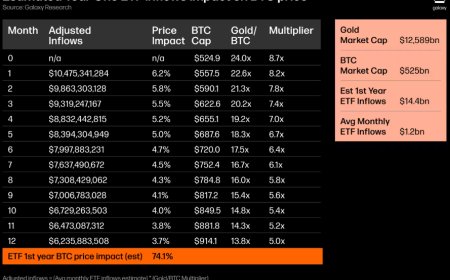 Source: Galaxy Research
galaxy
Month Adjusted Inflows Price Impact BTC Cap Gold/BTC Multiplier
0 n/a n/a $524.9 24.0x 8.7x
1 $10,475,341,284 6.2% $557.5 22.6x 8.2x
2 $9,863,303,128 5.8% $590.1 21.3x 7.8x
3 $9,319,247,167 5.5% $622.6 20.2x 7.4x
4 $8,832,442,815 5.2% $655.1 19.2x 7.0x
5 $8,394,304,949 5.0% $687.6 18.3x 6.7x
6 $7,997,883,231 4.7% $720.0 17.5x 6.4x
7 $7,637,490,672 4.5% $752.4 16.7x 6.1x
8 $7,308,429,062 4.3% $784.8 16.0x 5.8x
9 $7,006,783,028 4.1% $817.2 15.4x 5.6x
10 $6,729,263,503 4.0% $849.5 14.8x 5.4x
11 $6,473,087,312 3.8% $881.8 14.3x 5.2x
12 $6,235,883,508 3.7% $914.1 13.8x 5.0x
ETF 1st year BTC price impact (est) 74.1%
Gold Market Cap $12,589bn
BTC Market Cap $525bn
Est 1st Year ETF Inflows $14.4bn
Avg Monthly ETF Inflows $1.2bn